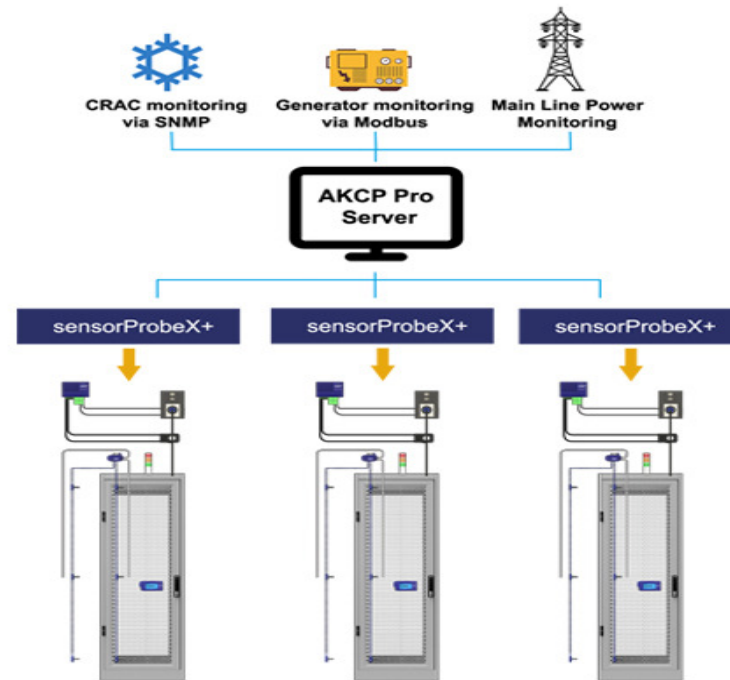 CRAC monitoring
via SNMP
Generator monitoring
via Modbus
Main Line Power
Monitoring
AKCP Pro
Server
sensorProbeX+
sensorProbeX+
sensorProbeX+